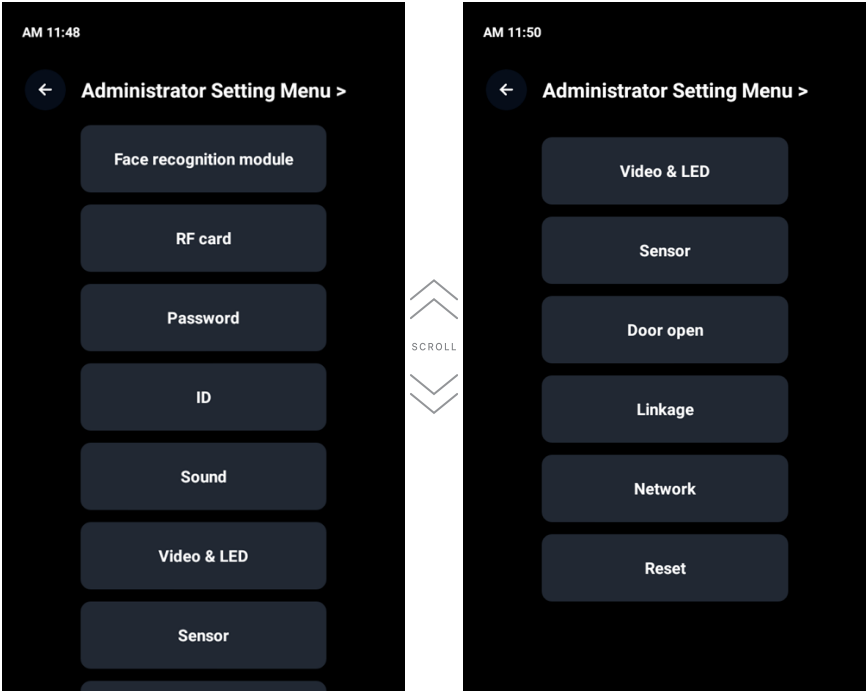 AM 11:48
Administrator Setting Menu >
Face recognition module
RF card
Password
ID
Sound
Video & LED
Sensor
SCROLL
AM 11:50
Administrator Setting Menu >
Video & LED
Sensor
Door open
Linkage
Network
Reset